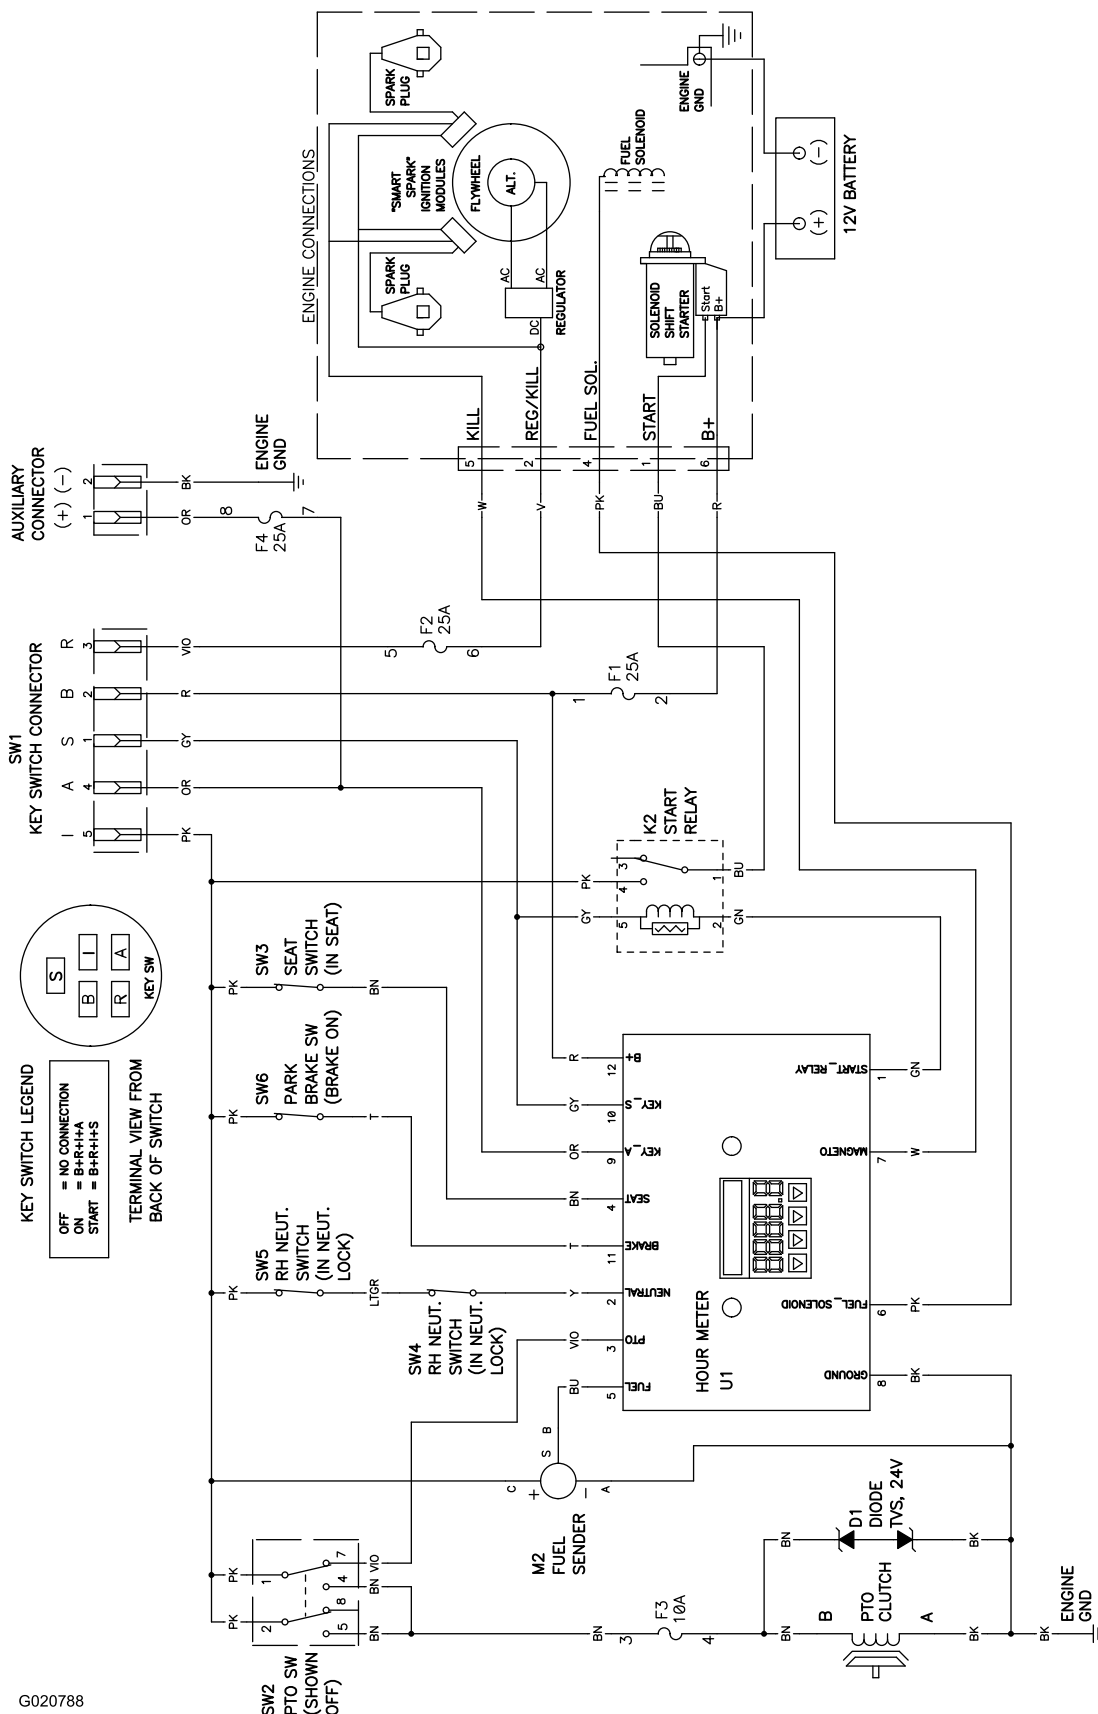 AUXILIARY
CONNECTOR
(+) (-)
1 2
OR BK
8
F4
25A
7
ENGINE
GND
ENGINE CONNECTIONS
SPARK
PLUG
SPARK
PLUG
"SMART
SPARK"
IGNITION
MODULES
FLYWHEEL
ALT.
AC
AC
DC
REGULATOR
FUEL
SOLENOID
ENGINE
GND
SOLENOID
SHIFT
STARTER
Start
B+
12V BATTERY
(+) (-)
KILL
REG/KILL
FUEL SOL.
START
B+
5
2
4
1
6
W
V
PK
BU
R
SW1
KEY SWITCH CONNECTOR
I A S B R
5 4 1 2 3
PK OR GY R VIO
5
F2
25A
6
1
F1
25A
2
KEY SWITCH LEGEND
OFF = NO CONNECTION
ON = B+R+I+A
START = B+R+I+S
TERMINAL VIEW FROM
BACK OF SWITCH
S
B I
R A
KEY SW
K2
START
RELAY
PK
GY
3
4
5
1
2
BU
GN
SW3
SEAT
SWITCH
(IN SEAT)
PK
BN
SW6
PARK
BRAKE SW
(BRAKE ON)
PK
T
SW5
RH NEUT.
SWITCH
(IN NEUT.
LOCK)
PK
LTGR
SW4
RH NEUT.
SWITCH
(IN NEUT.
LOCK)
R
12
B+
GY
10
KEY_S
OR
9
KEY_A
BN
4
SEAT
T
11
BRAKE
Y
2
NEUTRAL
VIO
3
PTO
BU
5
FUEL
HOUR METER
U1
START_RELAY
1
GN
MAGNETO
7
W
FUEL_SOLENOID
6
PK
GROUND
8
BK
M2
FUEL
SENDER
C
+
S
B
–
A
SW2
PTO SW
(SHOWN
OFF)
PK
PK
2
1
5
8
4
7
BN
BN
VIO
BN
3
F3
10A
4
BN
BN
B
PTO
CLUTCH
A
D1
DIODE
TVS, 24V
BK
BK
BK
ENGINE
GND
G020788